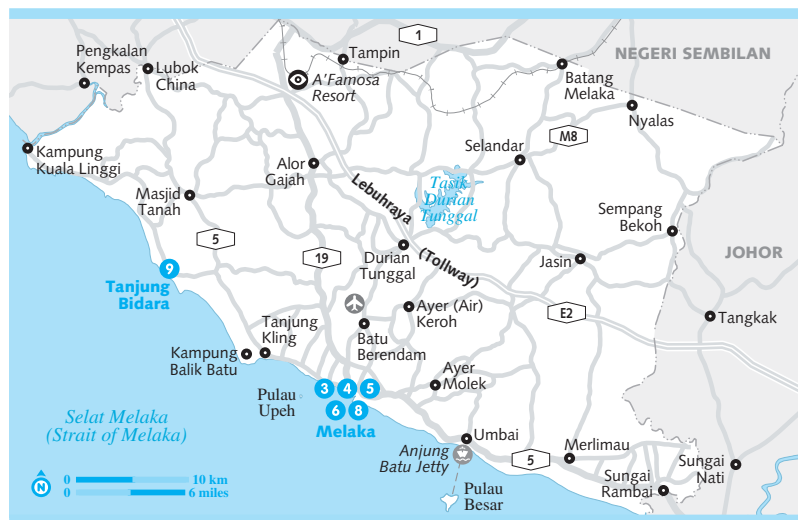 1
Tampin
Pengkalan
Kempas
Lubok
China
A'Famosa
Resort
NEGERI SEMBILAN
Batang
Melaka
Nyalas
M8
Kampung
Kuala Linggi
Alor
Gajah
Selandar
Masjid
Tanah
Lebuhraya
(Tollway)
Tasik
Durian
Tunggal
Sempang
Bekoh
5
19
Durian
Tunggal
Jasin
JOHOR
9
Tanjung
Bidara
Ayer (Air)
Keroh
E2
Tangkak
Tanjung
Kling
Batu
Berendam
Kampung
Balik Batu
Ayer
Molek
Pulau
Upeh
3
4
5
6
8
Melaka
Selat Melaka
(Strait of Melaka)
Umbai
Anjung
Batu Jetty
5
Merlimau
Sungai
Rambai
Sungai
Nati
Pulau
Besar
N
0 10 km
0 6 miles